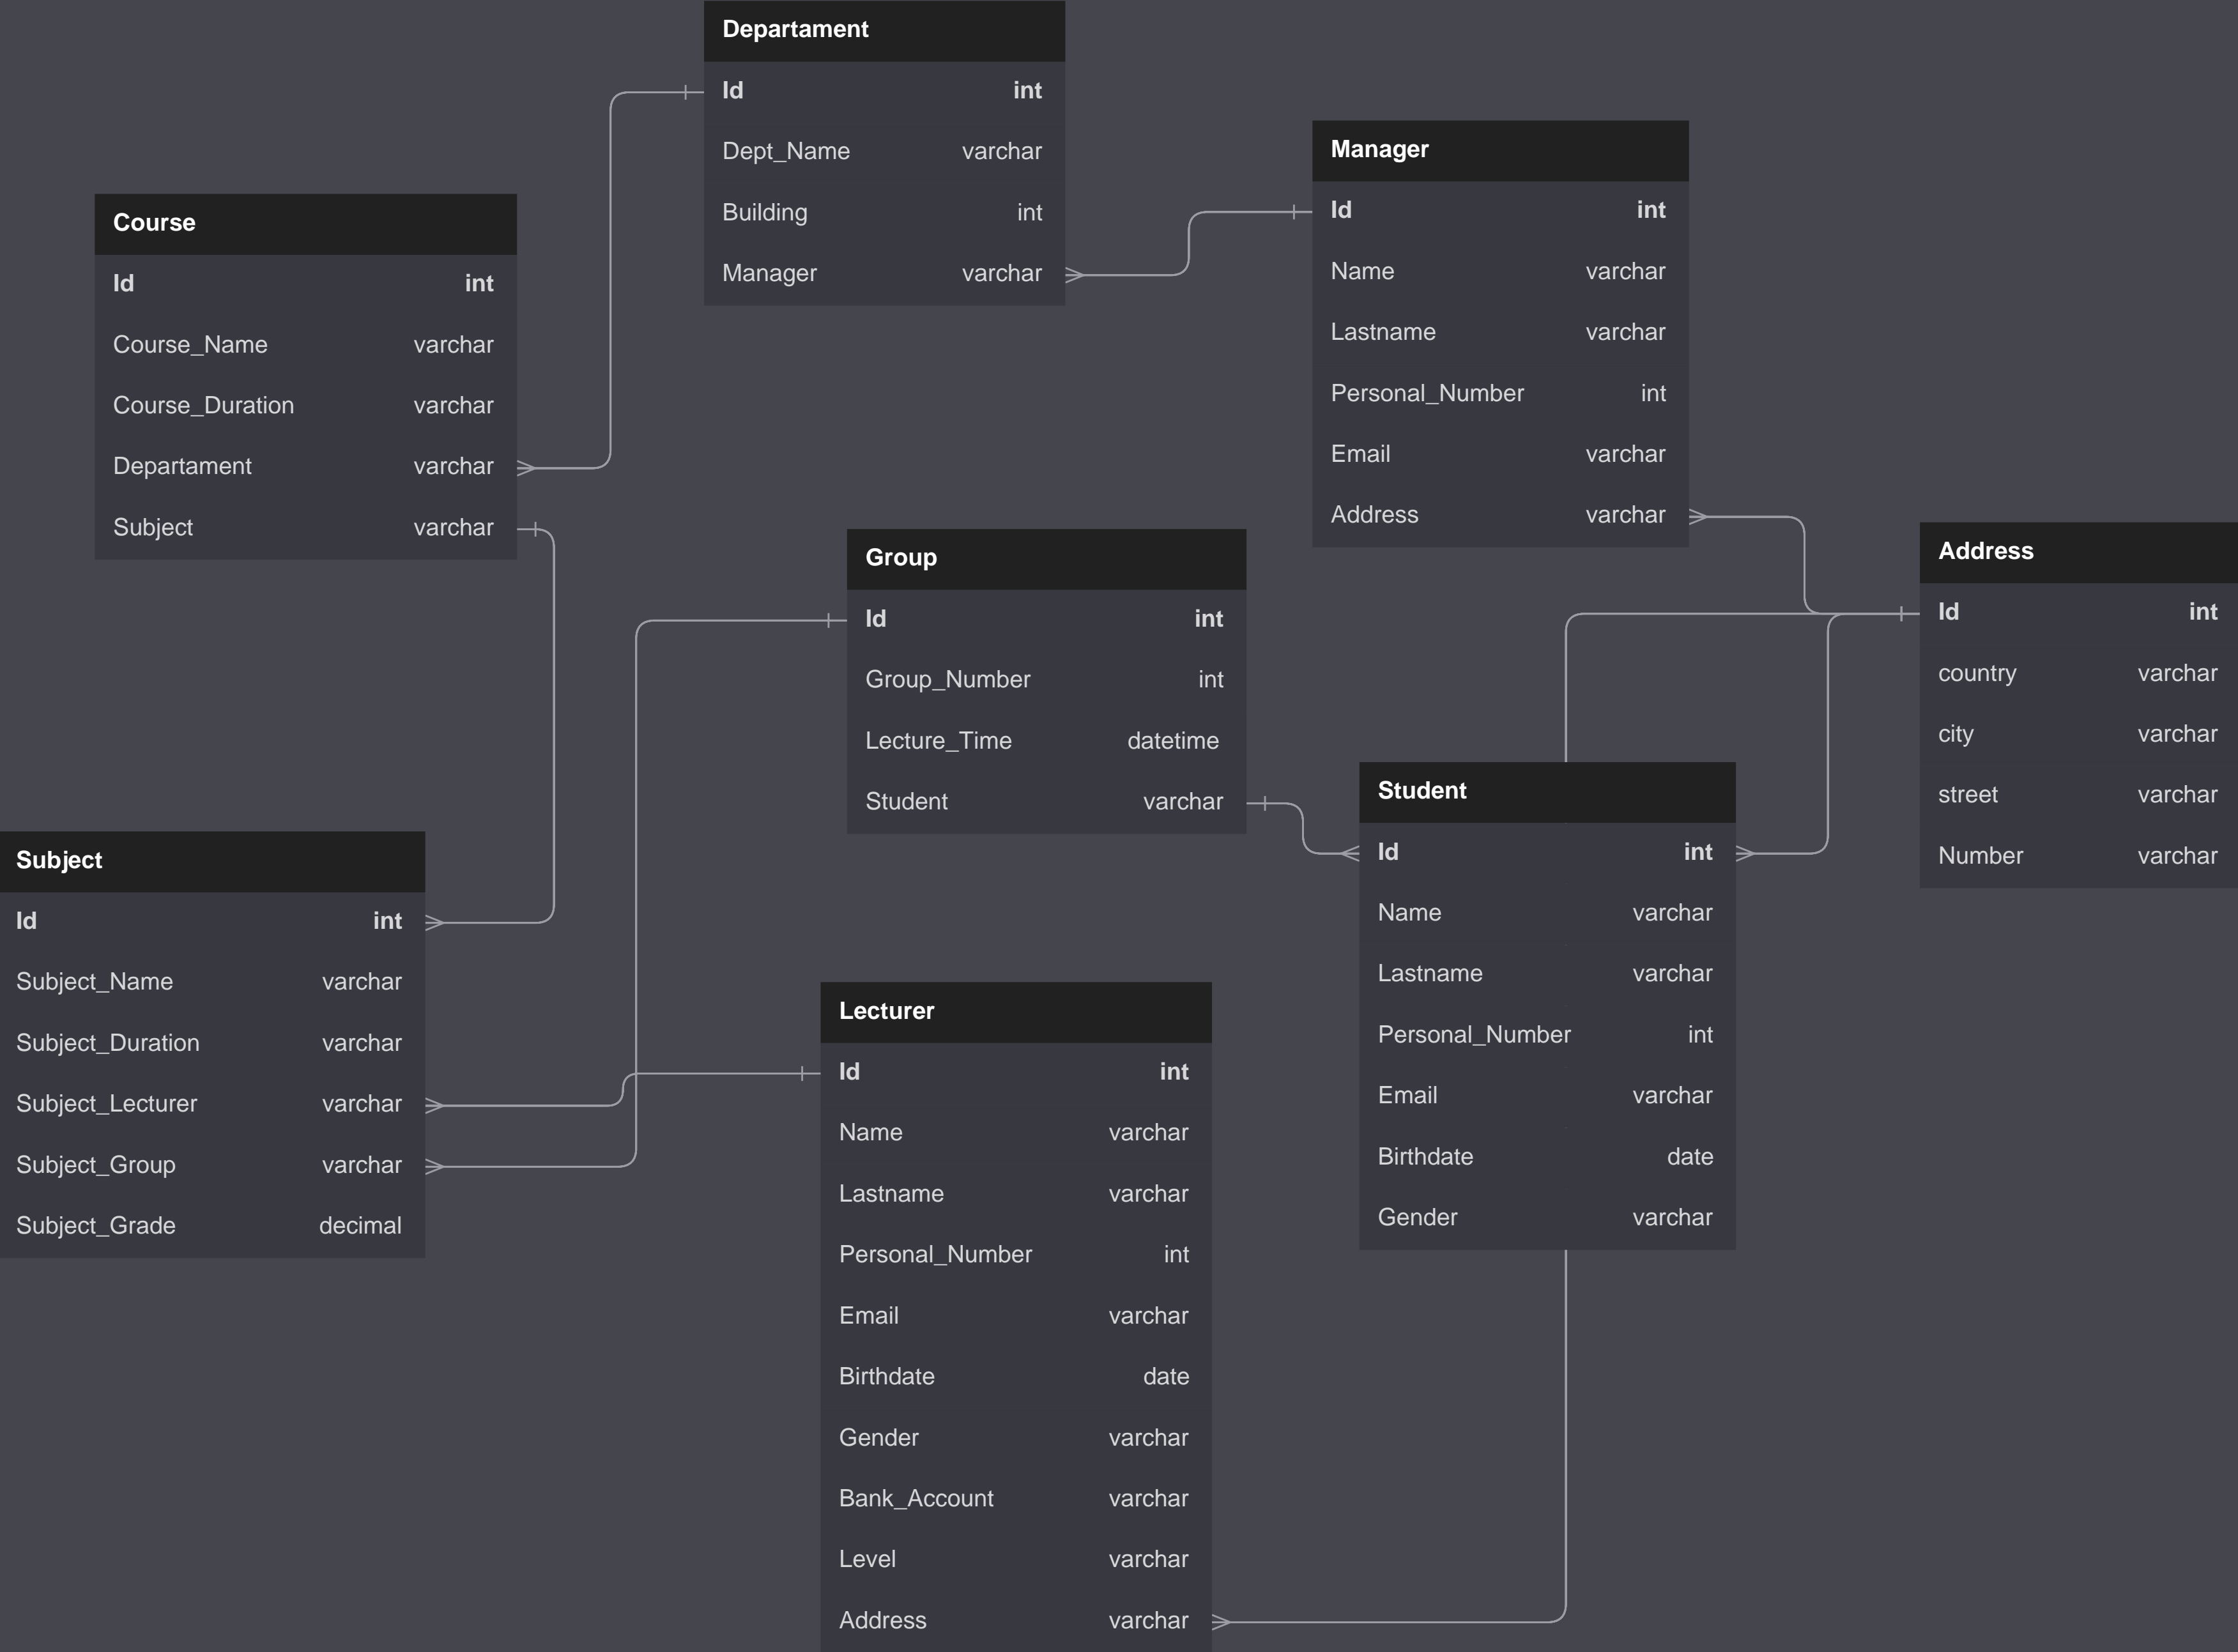 Departament
Id int
Dept_Name varchar
Building int
Manager varchar
Manager
Id int
Name varchar
Lastname varchar
Personal_Number int
Email varchar
Address varchar
Course
Id int
Course_Name varchar
Course_Duration varchar
Departament varchar
Subject varchar
Group
Id int
Group_Number int
Lecture_Time datetime
Student varchar
Address
Id int
country varchar
city varchar
street varchar
Number varchar
Student
Id int
Name varchar
Lastname varchar
Personal_Number int
Email varchar
Birthdate date
Gender varchar
Subject
Id int
Subject_Name varchar
Subject_Duration varchar
Subject_Lecturer varchar
Subject_Group varchar
Subject_Grade decimal
Lecturer
Id int
Name varchar
Lastname varchar
Personal_Number int
Email varchar
Birthdate date
Gender varchar
Bank_Account varchar
Level varchar
Address varchar